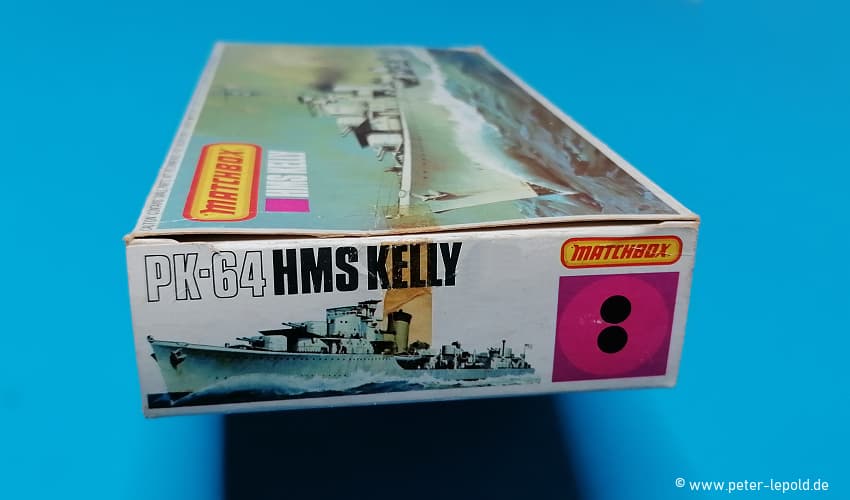 MATCHBOX
HMS KELLY
PK-64 HMS KELLY
MATCHBOX
© www.peter-lepold.de